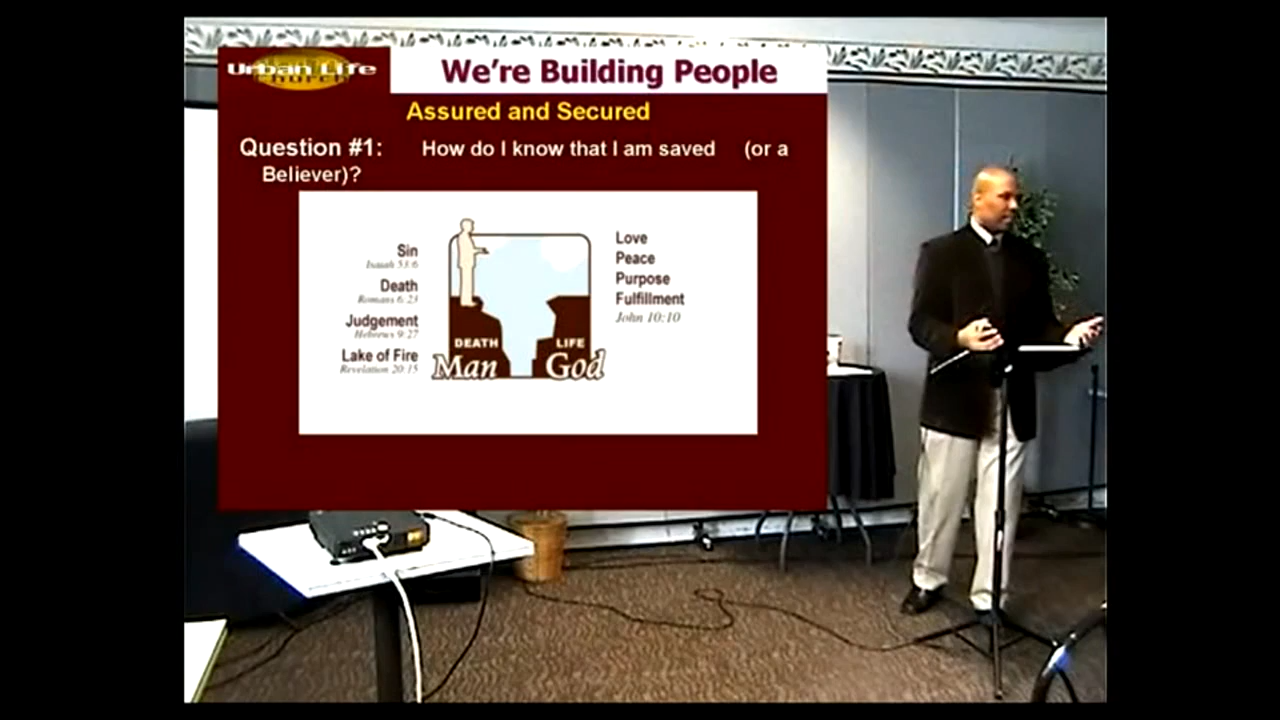 Urban Life
church
We're Building People
Assured and Secured
Question #1: How do I know that I am saved (or a
Believer)?
Sin
Isaiah 53:6
Death
Romans 6:23
Judgement
Hebrews 9:27
Lake of Fire
Revelation 20:15
Love
Peace
Purpose
Fulfillment
John 10:10
DEATH LIFE
Man God